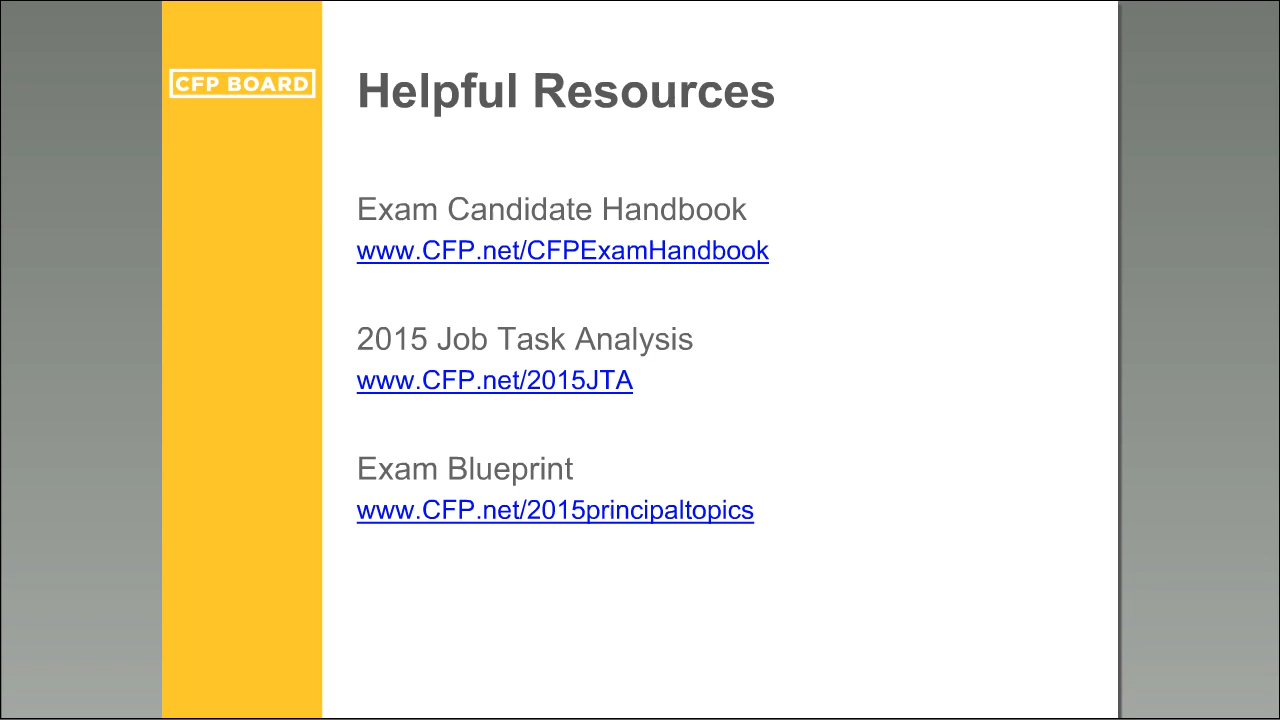 CFP BOARD
Helpful Resources
Exam Candidate Handbook
www.CFP.net/CFPExamHandbook
2015 Job Task Analysis
www.CFP.net/2015JTA
Exam Blueprint
www.CFP.net/2015principaltopics